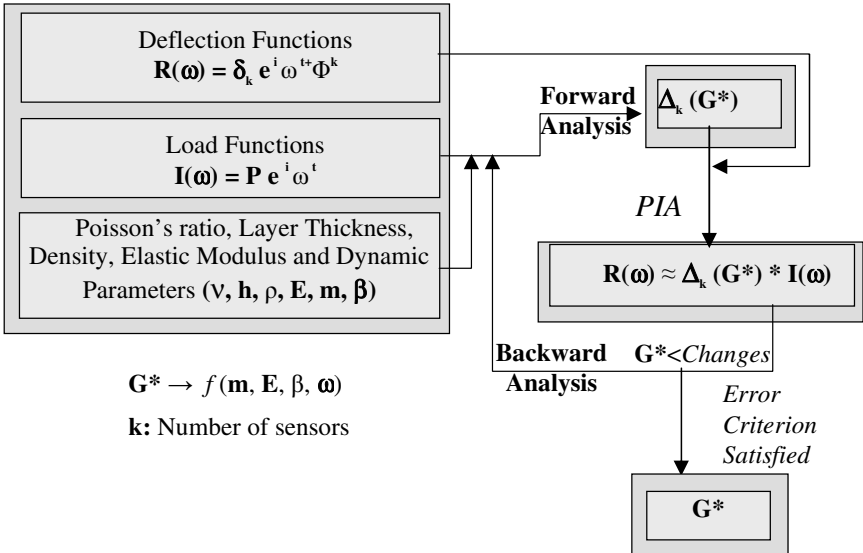 Deflection Functions
R(ω) = δₖ eⁱ ωᵗ⁺Φᵏ
Load Functions
I(ω) = P eⁱ ωᵗ
Poisson's ratio, Layer Thickness,
Density, Elastic Modulus and Dynamic
Parameters (ν, h, ρ, E, m, β)
Forward
Analysis
Δₖ (G*)
PIA
R(ω) ≈ Δₖ (G*) * I(ω)
Backward
Analysis
G*<Changes
Error
Criterion
Satisfied
G*
G* → f (m, E, β, ω)
k: Number of sensors